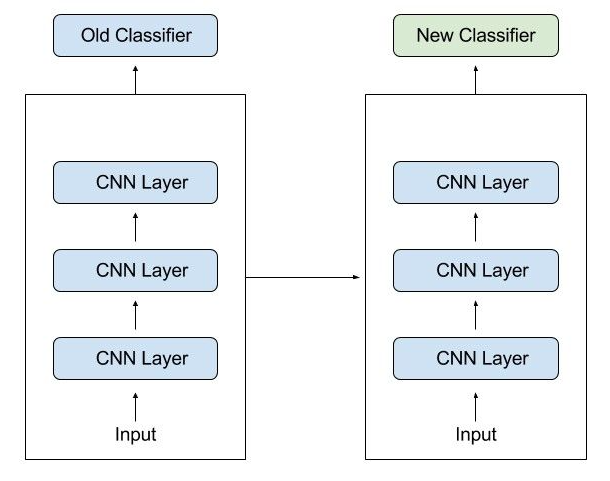 Old Classifier
CNN Layer
CNN Layer
CNN Layer
Input
New Classifier
CNN Layer
CNN Layer
CNN Layer
Input